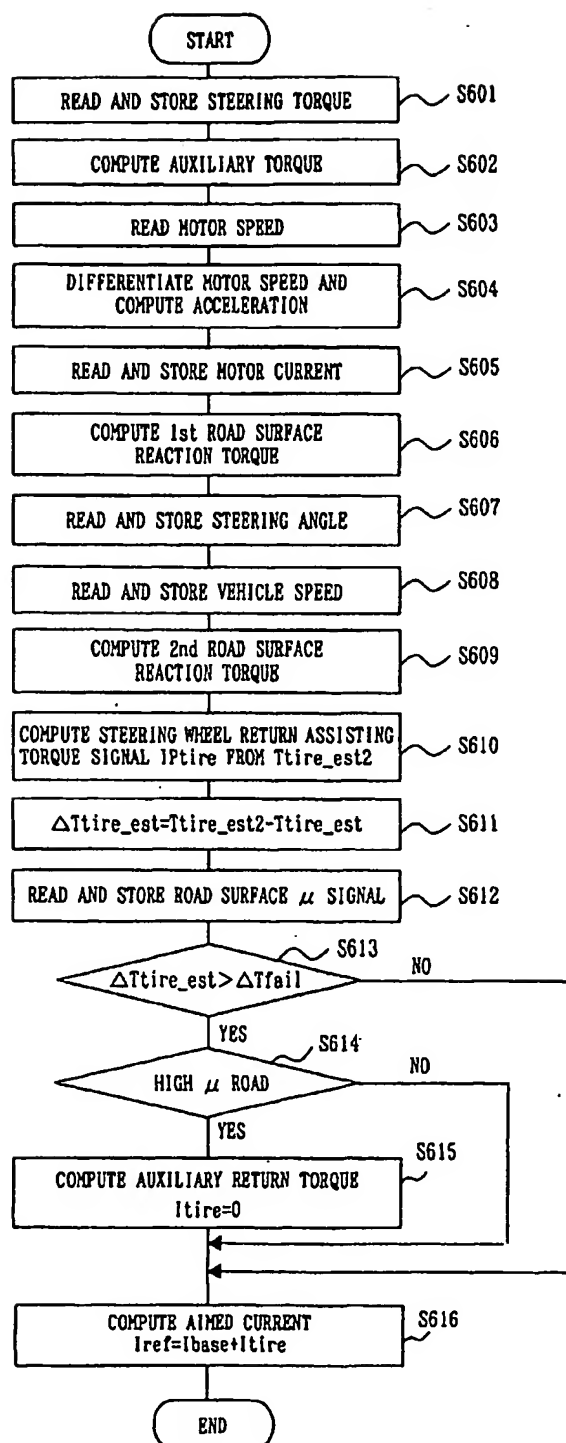 START
READ AND STORE STEERING TORQUE
S601
COMPUTE AUXILIARY TORQUE
S602
READ MOTOR SPEED
S603
DIFFERENTIATE MOTOR SPEED AND
COMPUTE ACCELERATION
S604
READ AND STORE MOTOR CURRENT
S605
COMPUTE 1st ROAD SURFACE
REACTION TORQUE
S606
READ AND STORE STEERING ANGLE
S607
READ AND STORE VEHICLE SPEED
S608
COMPUTE 2nd ROAD SURFACE
REACTION TORQUE
S609
COMPUTE STEERING WHEEL RETURN ASSISTING
TORQUE SIGNAL IPtire FROM Ttire_est2
S610
△Ttire_est=Ttire_est2-Ttire_est
S611
READ AND STORE ROAD SURFACE μ SIGNAL
S612
S613
△Ttire_est>△Tfail
NO
YES
S614
HIGH μ ROAD
NO
YES
S615
COMPUTE AUXILIARY RETURN TORQUE
Itire=0
COMPUTE AIMED CURRENT
Iref=Ibase+Itire
S616
END